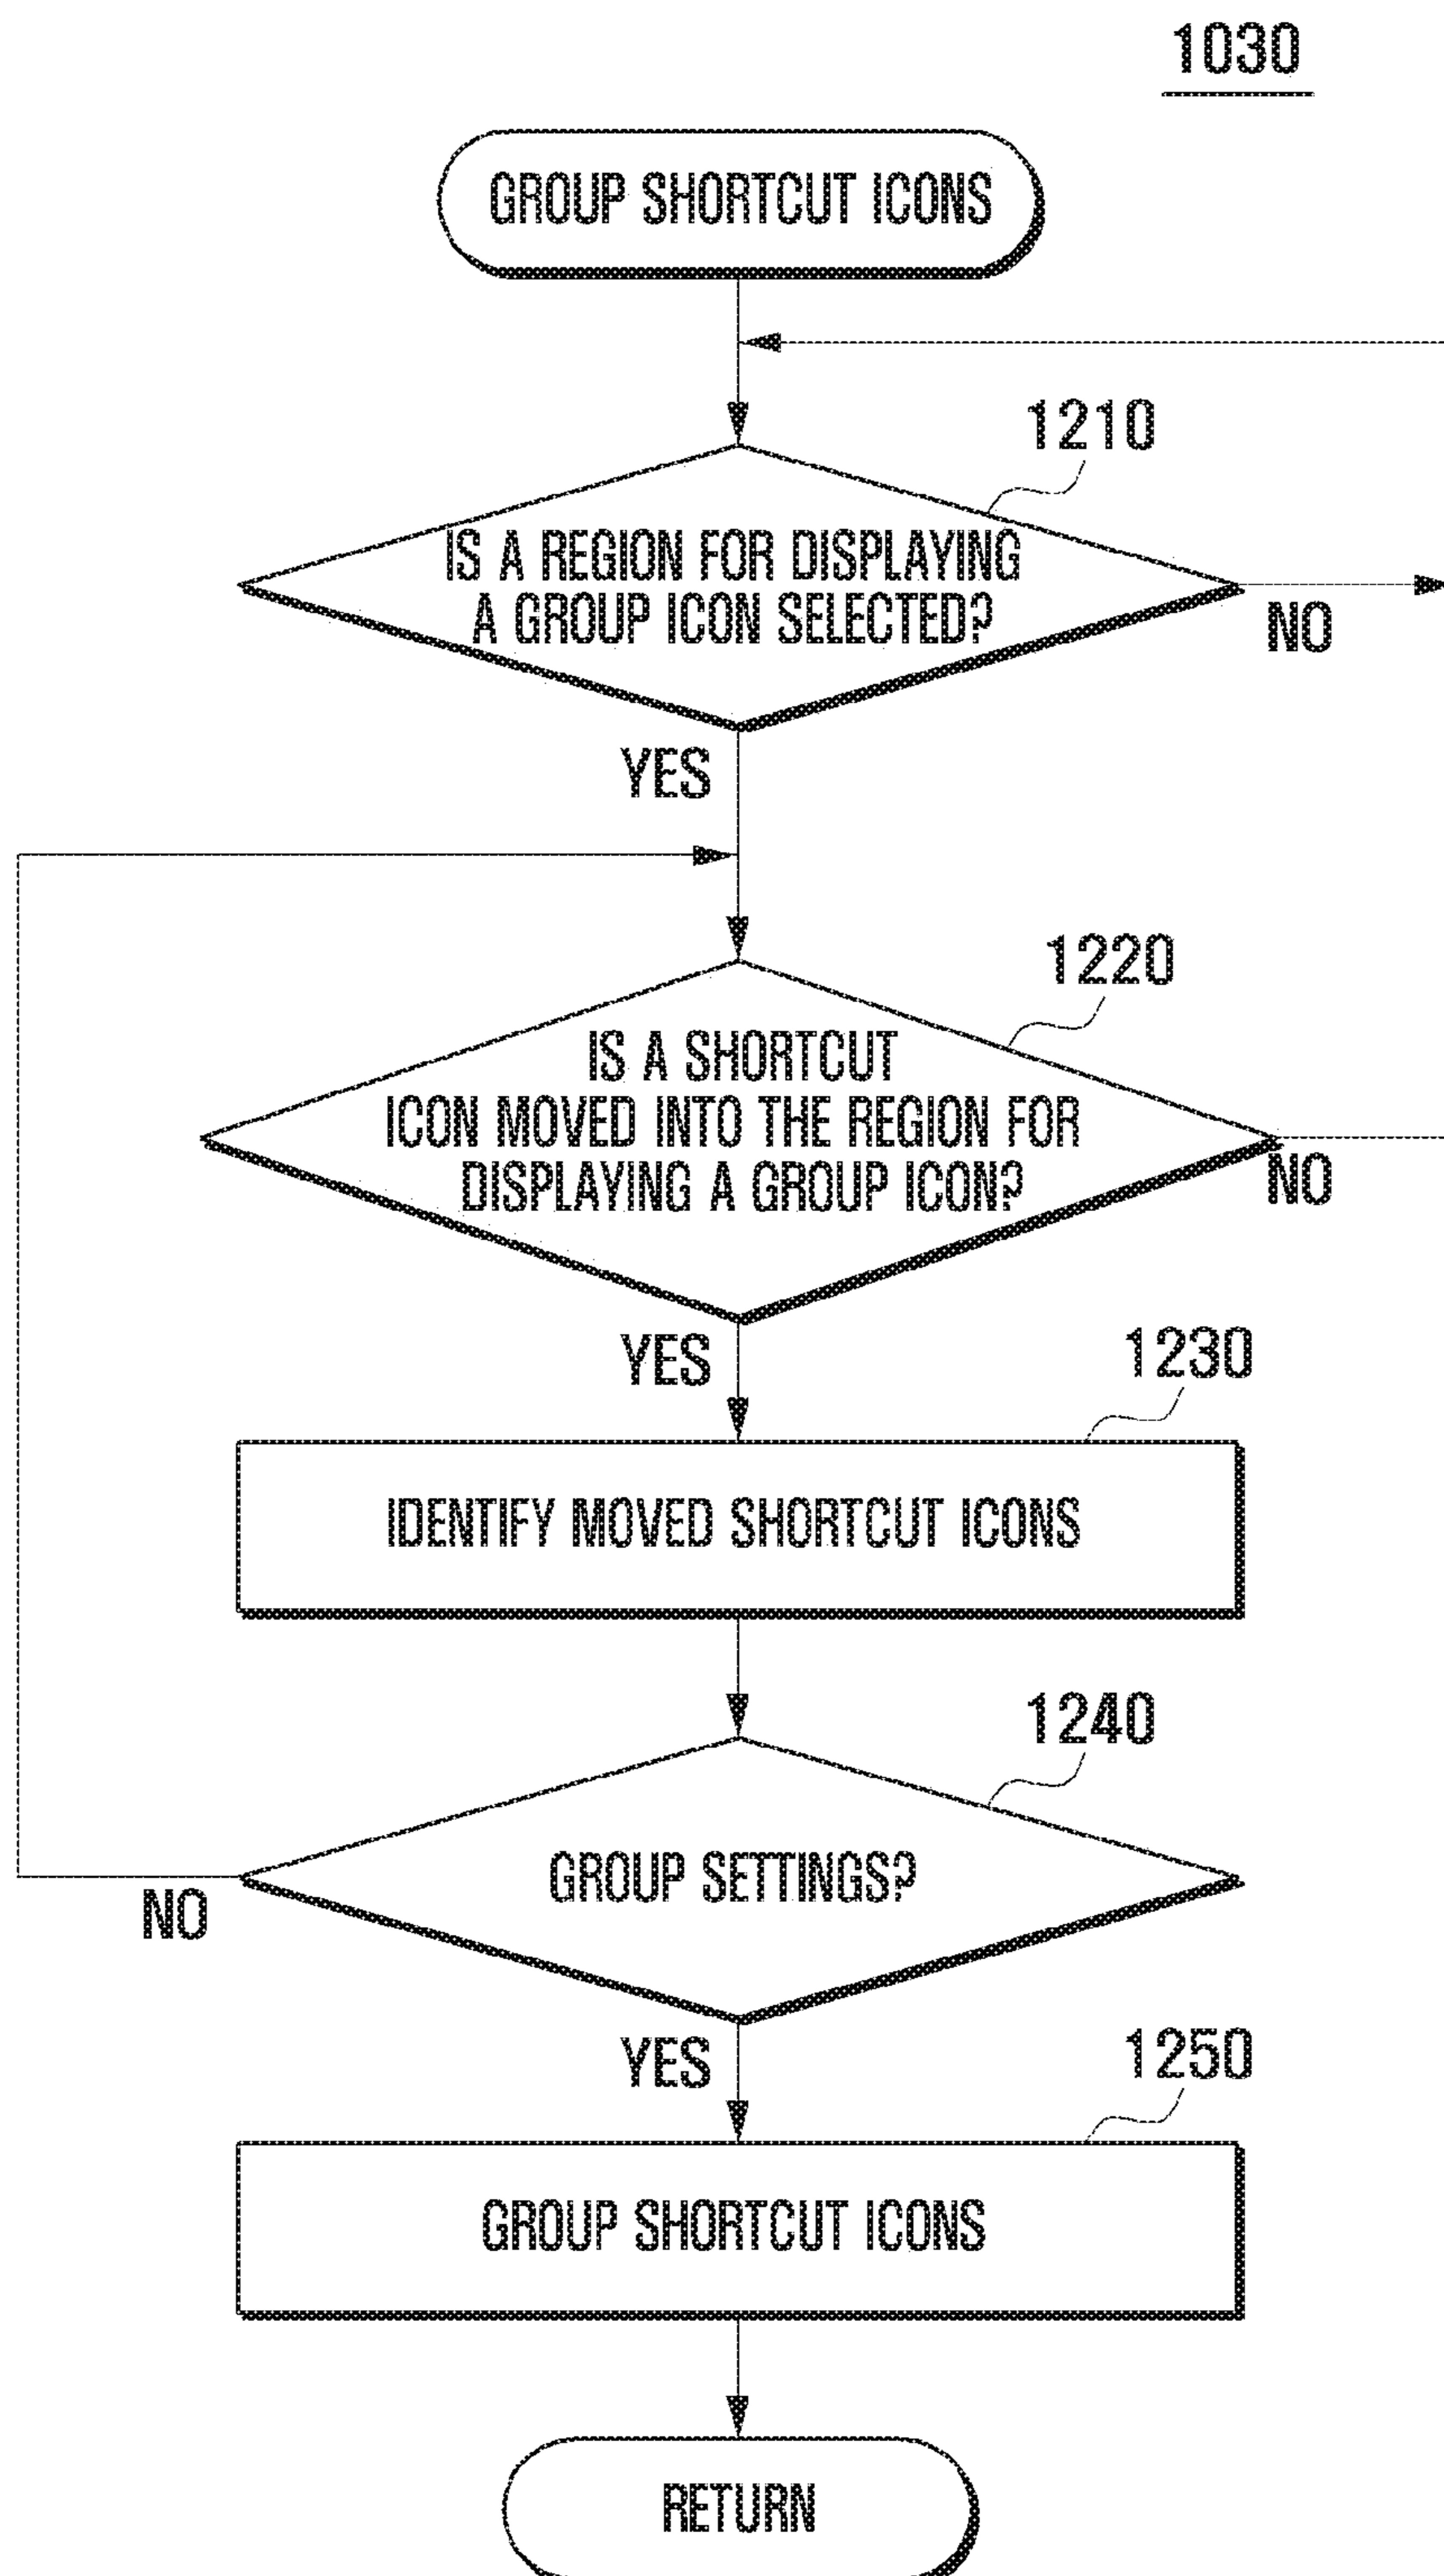 1030
GROUP SHORTCUT ICONS
1210
IS A REGION FOR DISPLAYING
A GROUP ICON SELECTED?
NO
YES
1220
IS A SHORTCUT
ICON MOVED INTO THE REGION FOR
DISPLAYING A GROUP ICON?
NO
YES
1230
IDENTIFY MOVED SHORTCUT ICONS
1240
GROUP SETTINGS?
NO
YES
1250
GROUP SHORTCUT ICONS
RETURN